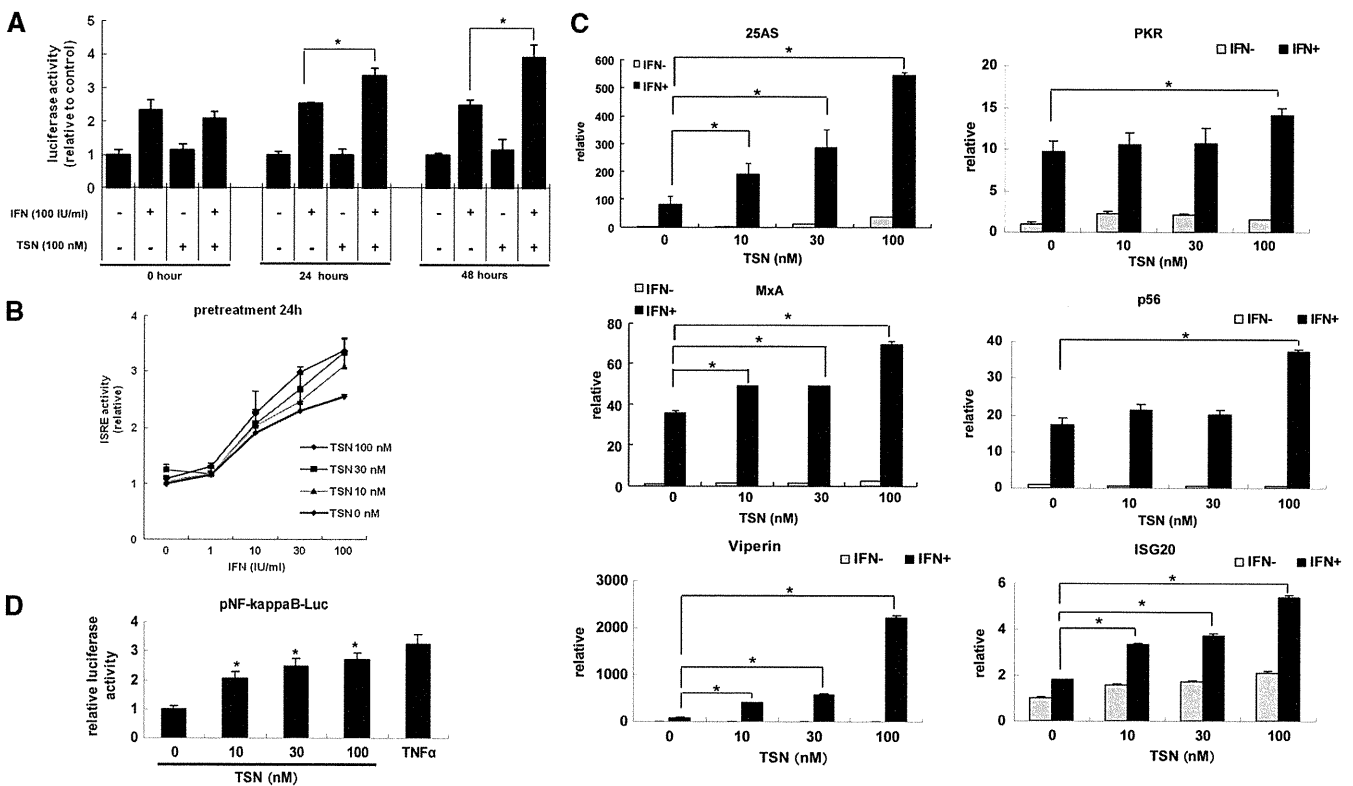 A
luciferase activity
(relative to control)
5
4
3
2
1
0
*
*
IFN (100 IU/ml) - + - + - + - + - + - +
TSN (100 nM) - - + + - - + + - - + +
0 hour 24 hours 48 hours
B
pretreatment 24h
ISRE activity
(relative)
4
3
2
1
0
TSN 100 nM
TSN 30 nM
TSN 10 nM
TSN 0 nM
0 1 10 30 100
IFN (IU/ml)
D
pNF-kappaB-Luc
relative luciferase
activity
4
3
2
1
0
* * *
0 10 30 100 TNFα
TSN (nM)
C
25AS
IFN-
IFN+
relative
600
500
400
300
200
100
0
*
*
*
0 10 30 100
TSN (nM)
PKR
IFN- IFN+
relative
20
15
10
5
0
*
0 10 30 100
TSN (nM)
MxA
IFN-
IFN+
relative
80
60
40
20
0
*
*
*
0 10 30 100
TSN (nM)
p56
IFN- IFN+
relative
40
30
20
10
0
*
0 10 30 100
TSN (nM)
Viperin
IFN- IFN+
relative
3000
2000
1000
0
*
*
*
0 10 30 100
TSN (nM)
ISG20
IFN- IFN+
relative
6
4
2
0
*
*
*
0 10 30 100
TSN (nM)